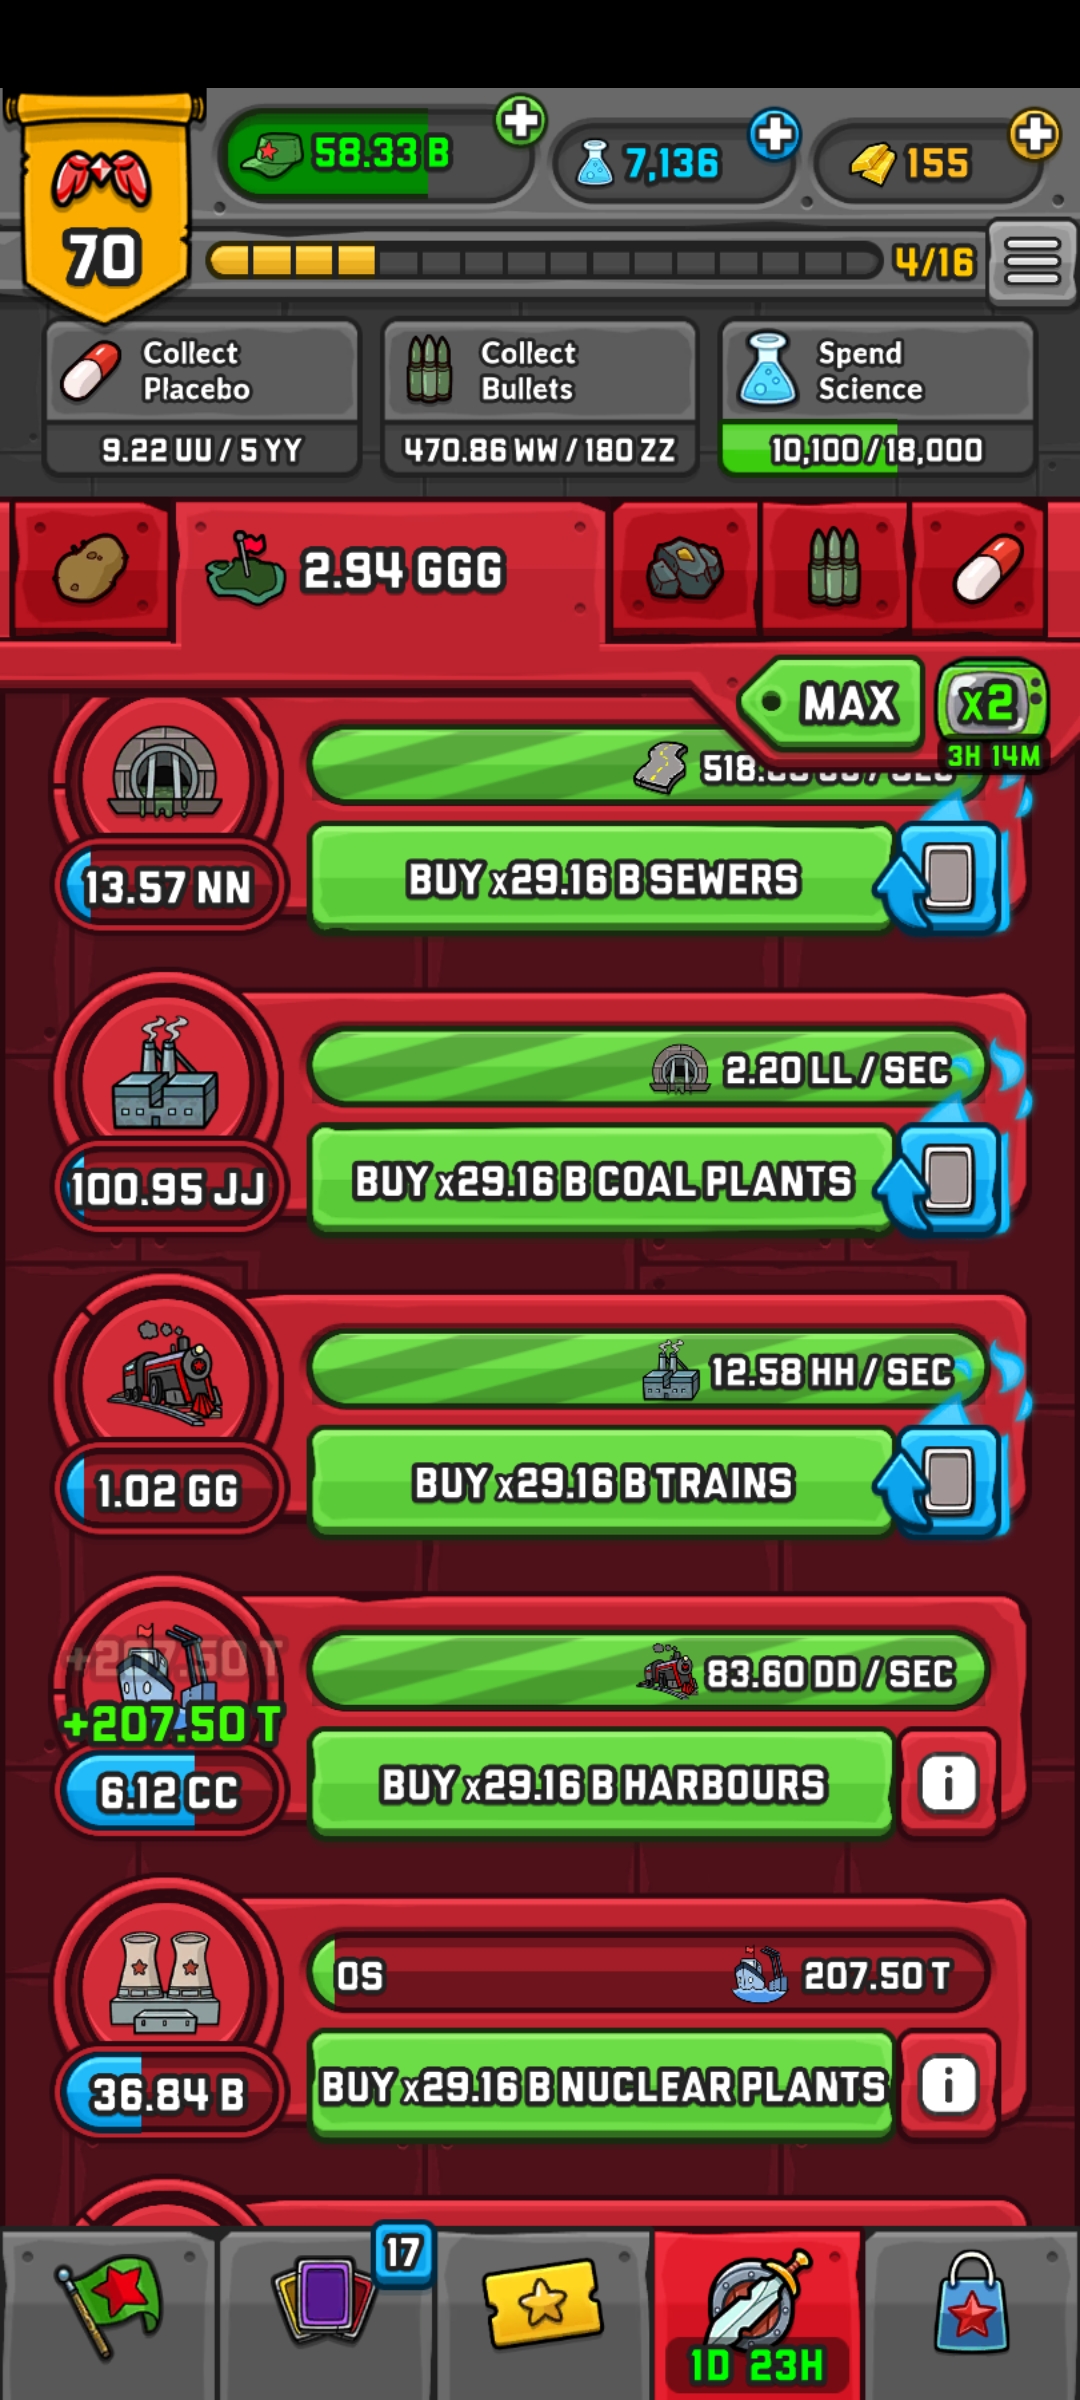 70
58.33 B
7,136
155
4/16
Collect
Placebo
9.22 UU / 5 YY
Collect
Bullets
470.86 WW / 180 ZZ
Spend
Science
10,100 / 18,000
2.94 GGG
MAX
x2
3H 14M
13.57 NN
BUY x29.16 B SEWERS
2.20 LL / SEC
100.95 JJ
BUY x29.16 B COAL PLANTS
12.58 HH / SEC
1.02 GG
BUY x29.16 B TRAINS
83.60 DD / SEC
+207.50 T
+207.50 T
6.12 CC
BUY x29.16 B HARBOURS
i
0S
207.50 T
36.84 B
BUY x29.16 B NUCLEAR PLANTS
i
17
1D 23H